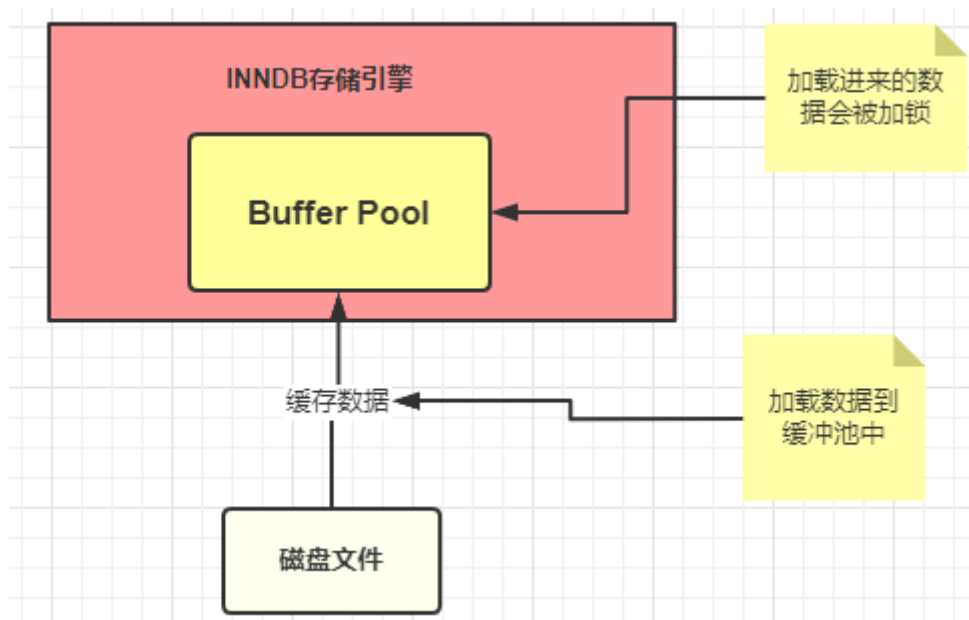 INNDB存储引擎
加载进来的数
据会被加锁
Buffer Pool
缓存数据
加载数据到
缓冲池中
磁盘文件